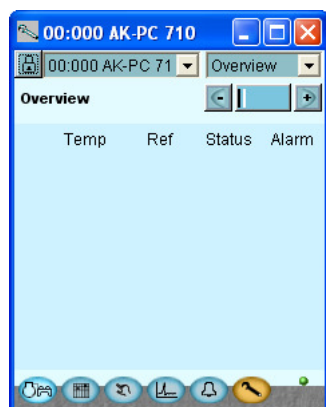 00:000 AK-PC 710
00:000 AK-PC 71 Overview
Overview
Temp Ref Status Alarm